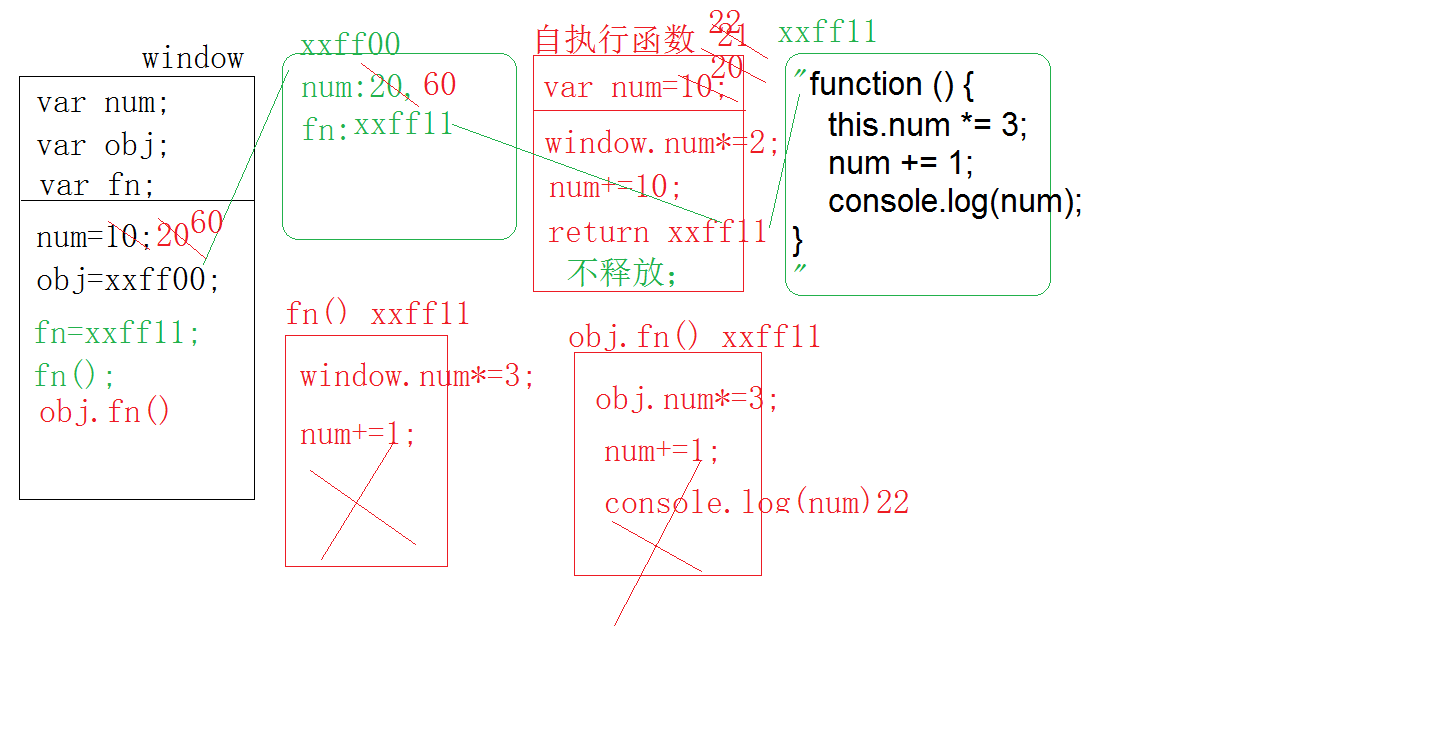 window
var num;
var obj;
var fn;
num=10;2060
obj=xxff00;
fn=xxff11;
fn();
obj.fn()
xxff00
num:20,60
fn:xxff11
自执行函数
22
21
20
var num=10;
window.num*=2;
num+=10;
return xxff11
不释放；
xxff11
"function () {
this.num *= 3;
num += 1;
console.log(num);
}
"
fn() xxff11
window.num*=3;
num+=1;
obj.fn() xxff11
obj.num*=3;
num+=1;
console.log(num)22